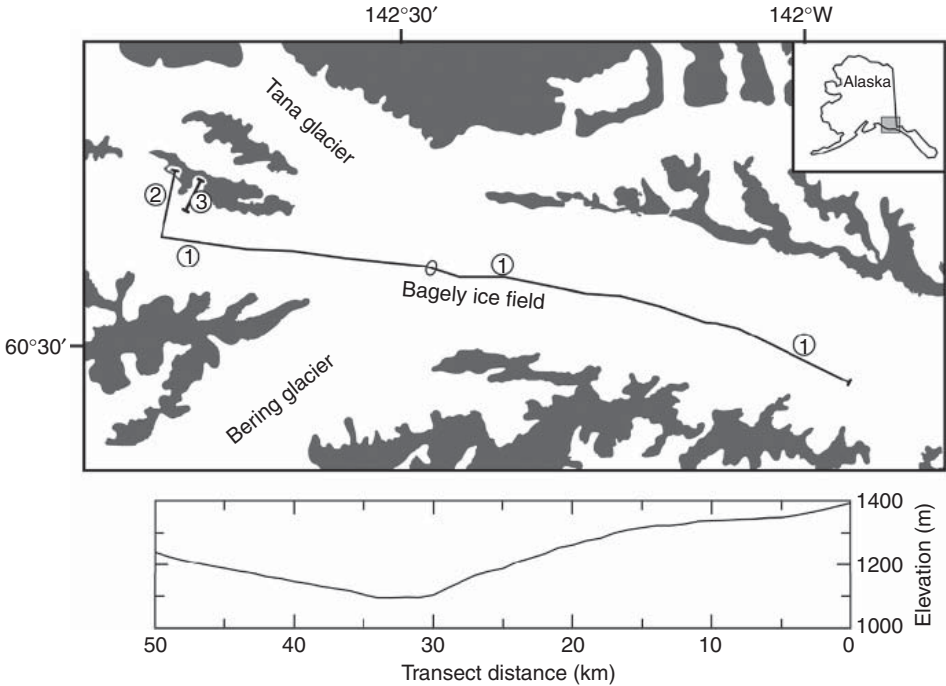 142°30′
142°W
Alaska
Tana glacier
②
③
①
①
Bagely ice field
60°30′
①
Bering glacier
1400
1200
1000
Elevation (m)
50
40
30
20
10
0
Transect distance (km)